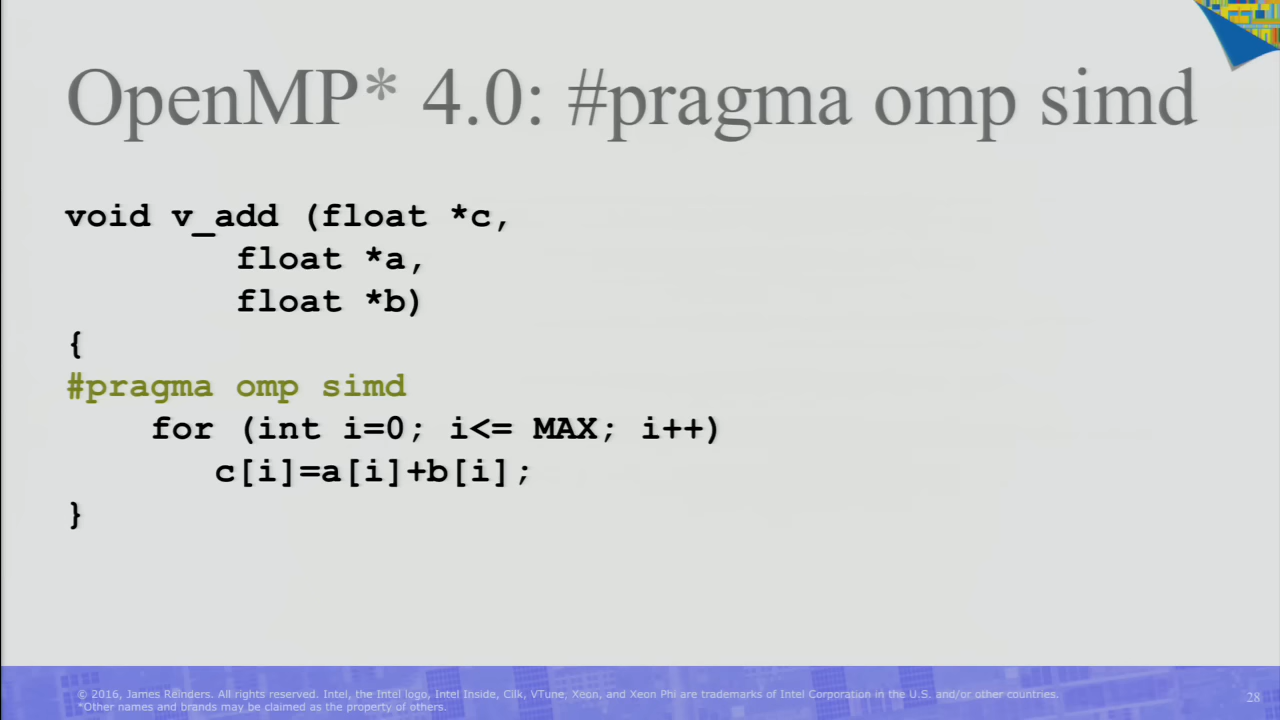 OpenMP* 4.0: #pragma omp simd
void v_add (float *c,
float *a,
float *b)
{
#pragma omp simd
for (int i=0; i<= MAX; i++)
c[i]=a[i]+b[i];
}
© 2016, James Reinders. All rights reserved. Intel, the Intel logo, Intel Inside, Cilk, VTune, Xeon, and Xeon Phi are trademarks of Intel Corporation in the U.S. and/or other countries.
*Other names and brands may be claimed as the property of others.
28